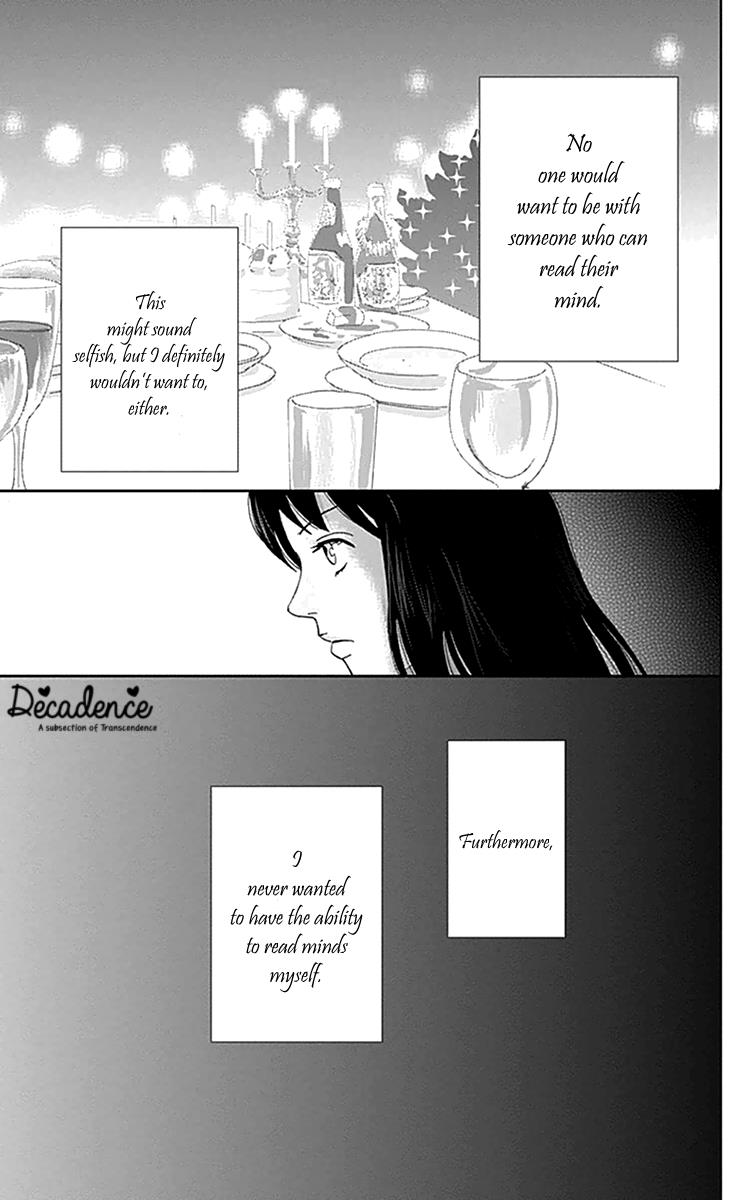 No
one would
want to be with
someone who can
read their
mind.
This
might sound
selfish, but I definitely
wouldn't want to,
either.
Decadence
A subsection of Transcendence
Furthermore,
I
never wanted
to have the ability
to read minds
myself.